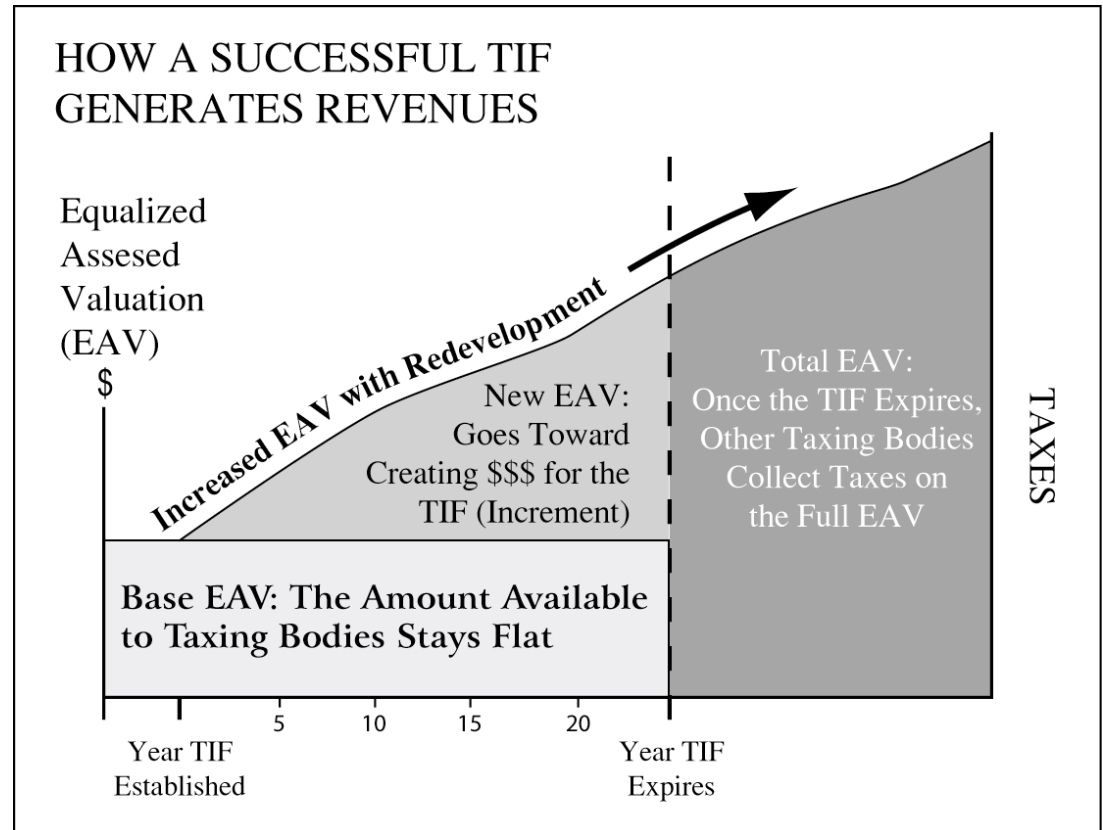 HOW A SUCCESSFUL TIF
GENERATES REVENUES
Equalized
Assesed
Valuation
(EAV)
$
Increased EAV with Redevelopment
New EAV:
Goes Toward
Creating $$$ for the
TIF (Increment)
Total EAV:
Once the TIF Expires,
Other Taxing Bodies
Collect Taxes on
the Full EAV
TAXES
Base EAV: The Amount Available
to Taxing Bodies Stays Flat
5
10
15
20
Year TIF
Established
Year TIF
Expires